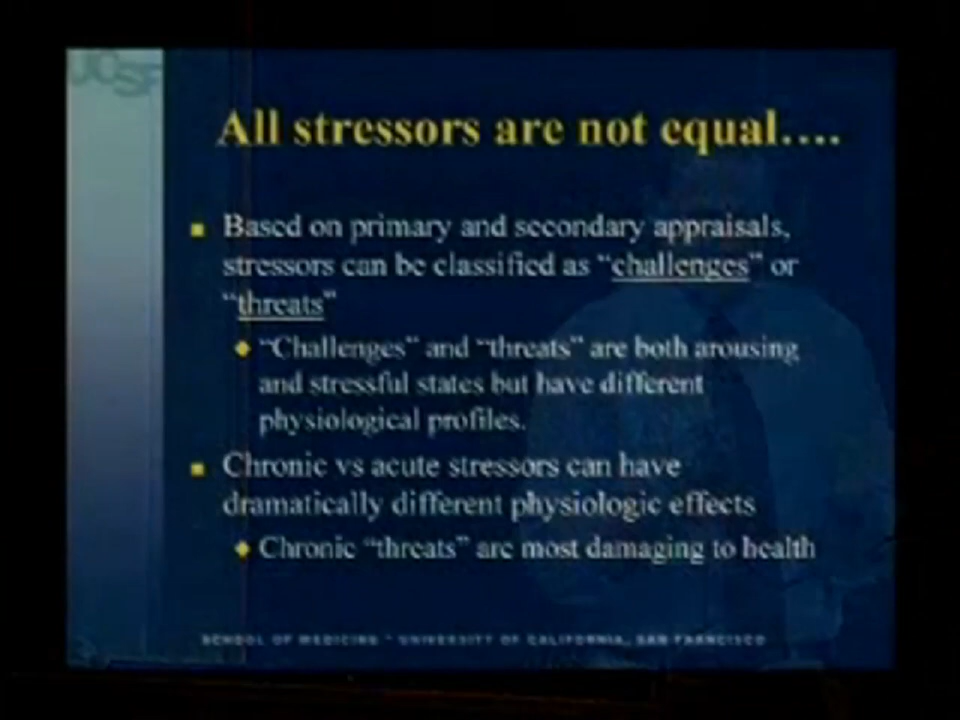 UCSF
All stressors are not equal....
Based on primary and secondary appraisals,
stressors can be classified as “challenges” or
“threats”
“Challenges” and “threats” are both arousing
and stressful states but have different
physiological profiles.
Chronic vs acute stressors can have
dramatically different physiologic effects
Chronic “threats” are most damaging to health
SCHOOL OF MEDICINE * UNIVERSITY OF CALIFORNIA, SAN FRANCISCO